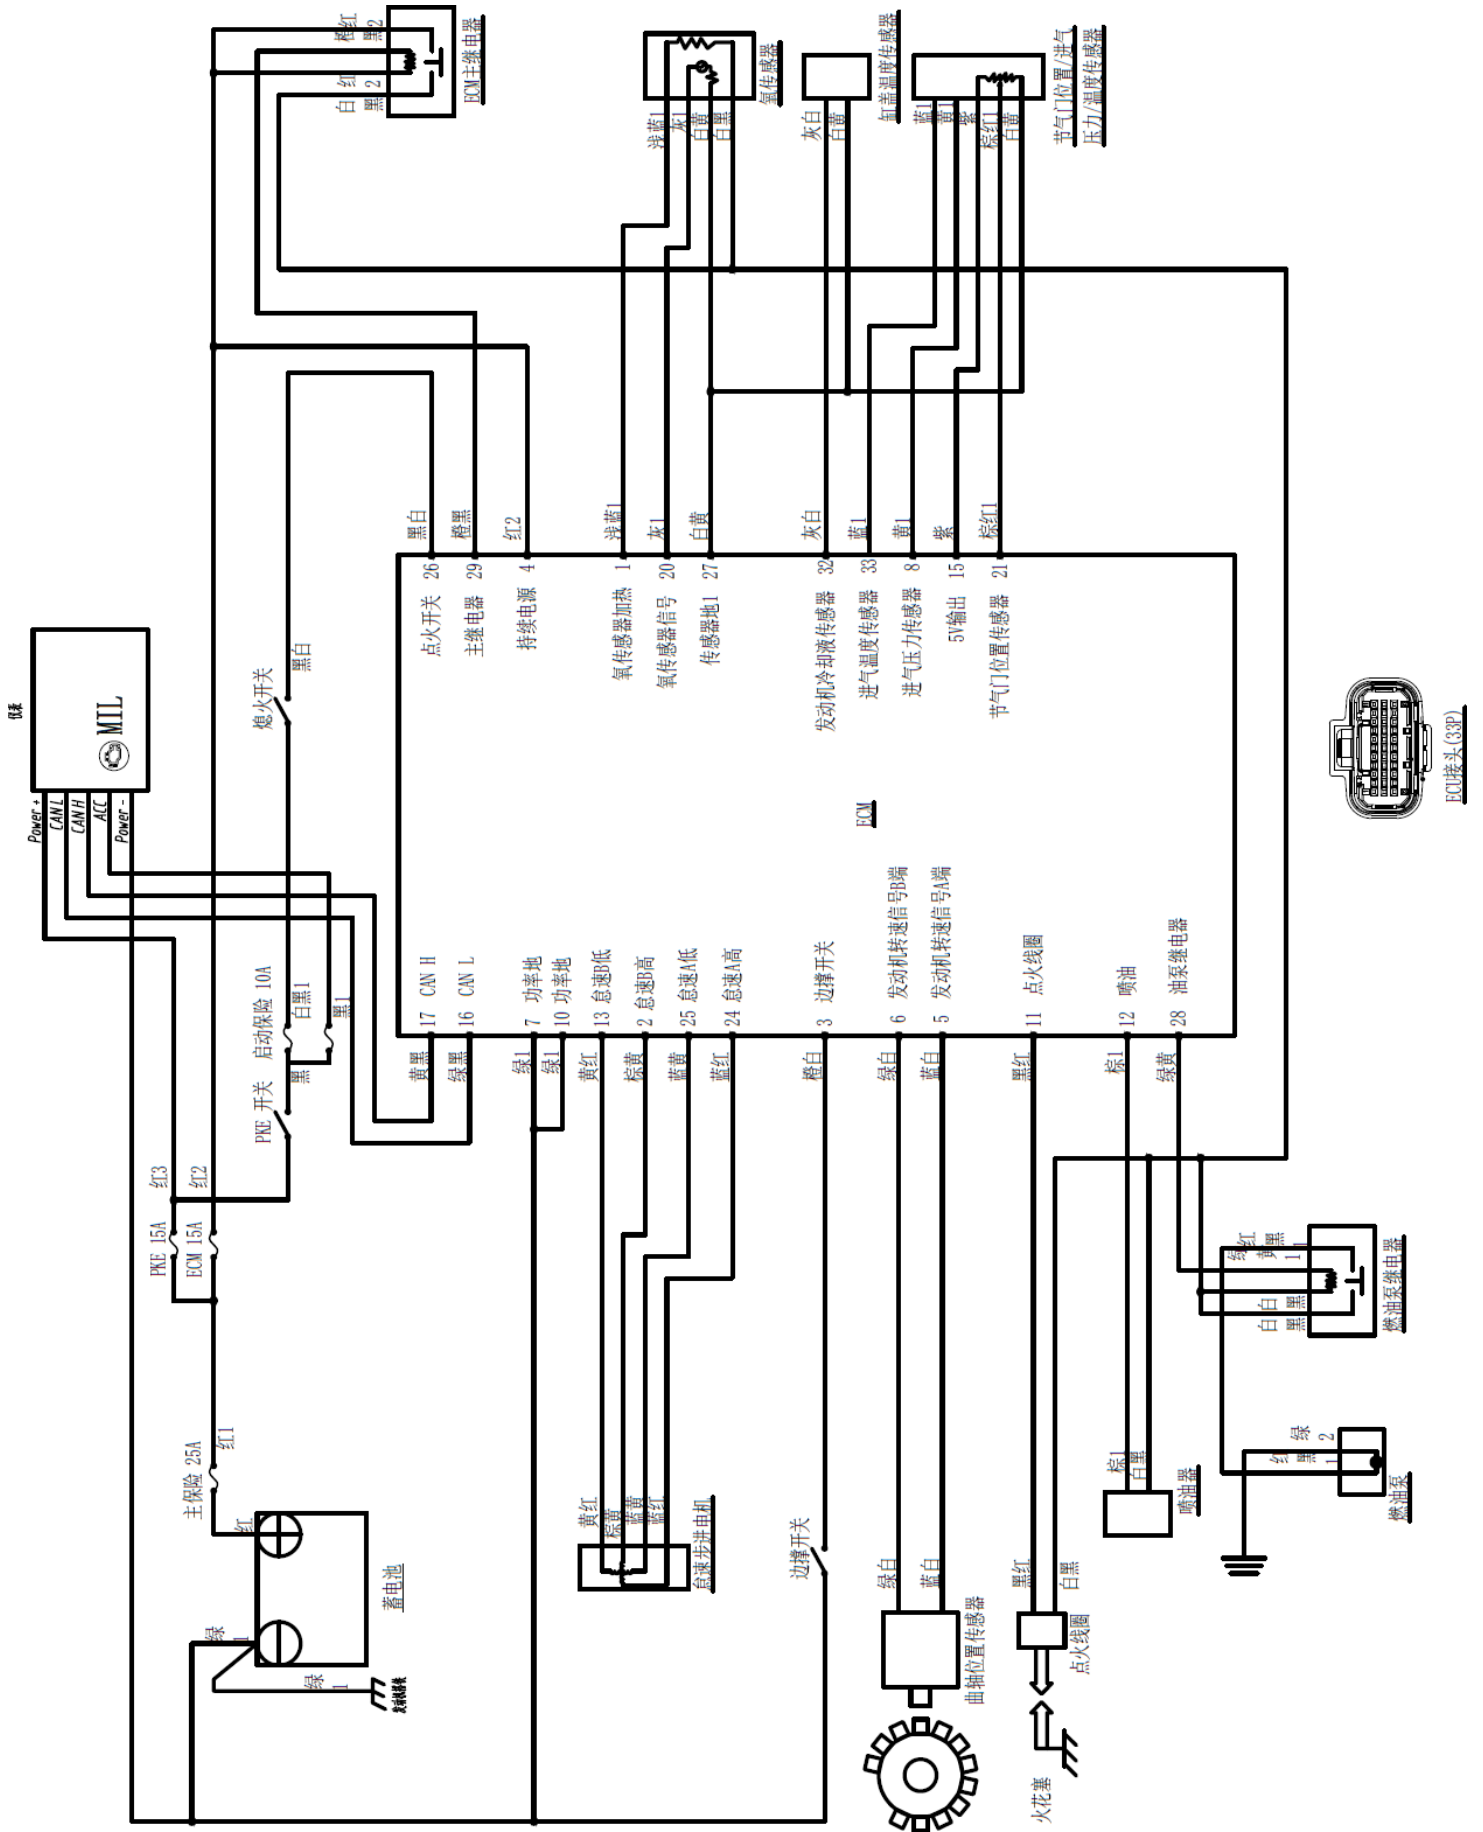 ECM主继电器
橙红
黑2
红
黑2
白
氧传感器
浅蓝1
灰1
白黄
白黑
缸盖温度传感器
灰白
白黄
节气门位置/进气
压力/温度传感器
蓝1
黄1
紫
棕红1
白黄
仪表
MIL
Power +
CAN L
CAN H
ACC
Power -
熄火开关
黑白
启动保险 10A
白黑1
黑1
黑
PKE 开关
红3
红2
PKE 15A
ECM 15A
主保险 25A
红1
红
蓄电池
绿1
绿1
发动机搭铁
ECM
黑白
26 点火开关
橙黑
29 主继电器
红2
4 持续电源
浅蓝1
1 氧传感器加热
灰1
20 氧传感器信号
白黄
27 传感器地1
灰白
32 发动机冷却液传感器
蓝1
33 进气温度传感器
黄1
8 进气压力传感器
紫
15 5V输出
棕红1
21 节气门位置传感器
黄黑
17 CAN H
绿黑
16 CAN L
绿1
7 功率地
绿1
10 功率地
黄红
13 怠速B低
棕黄
2 怠速B高
蓝黄
25 怠速A低
蓝红
24 怠速A高
橙白
3 边撑开关
绿白
6 发动机转速信号B端
蓝白
5 发动机转速信号A端
黑红
11 点火线圈
棕1
12 喷油
绿黄
28 油泵继电器
怠速步进电机
黄红
棕黄
蓝黄
蓝红
边撑开关
曲轴位置传感器
绿白
蓝白
点火线圈
黑红
白黑
火花塞
喷油器
棕1
白黑
燃油泵继电器
红黑1
绿黄1
白黑
白黑
燃油泵
绿2
红黑1
ECU接头(33P)